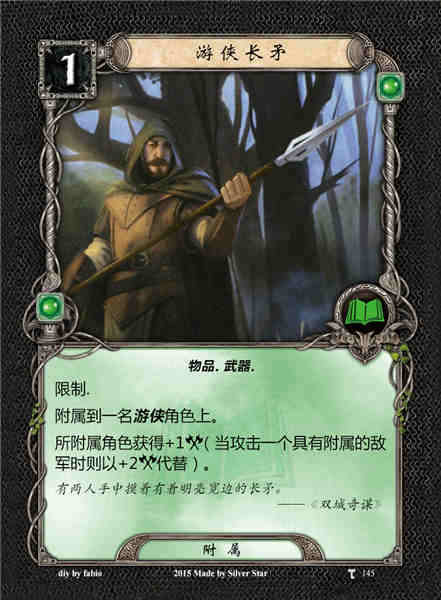 1
游侠长矛
物品. 武器.
限制.
附属到一名游侠角色上。
所附属角色获得+1（当攻击一个具有附属的敌
军时则以+2代替）。
有两人手中摸着有着明亮宽边的长矛。
——《双城奇谋》
附属
diy by fabio
2015 Made by Silver Star
145